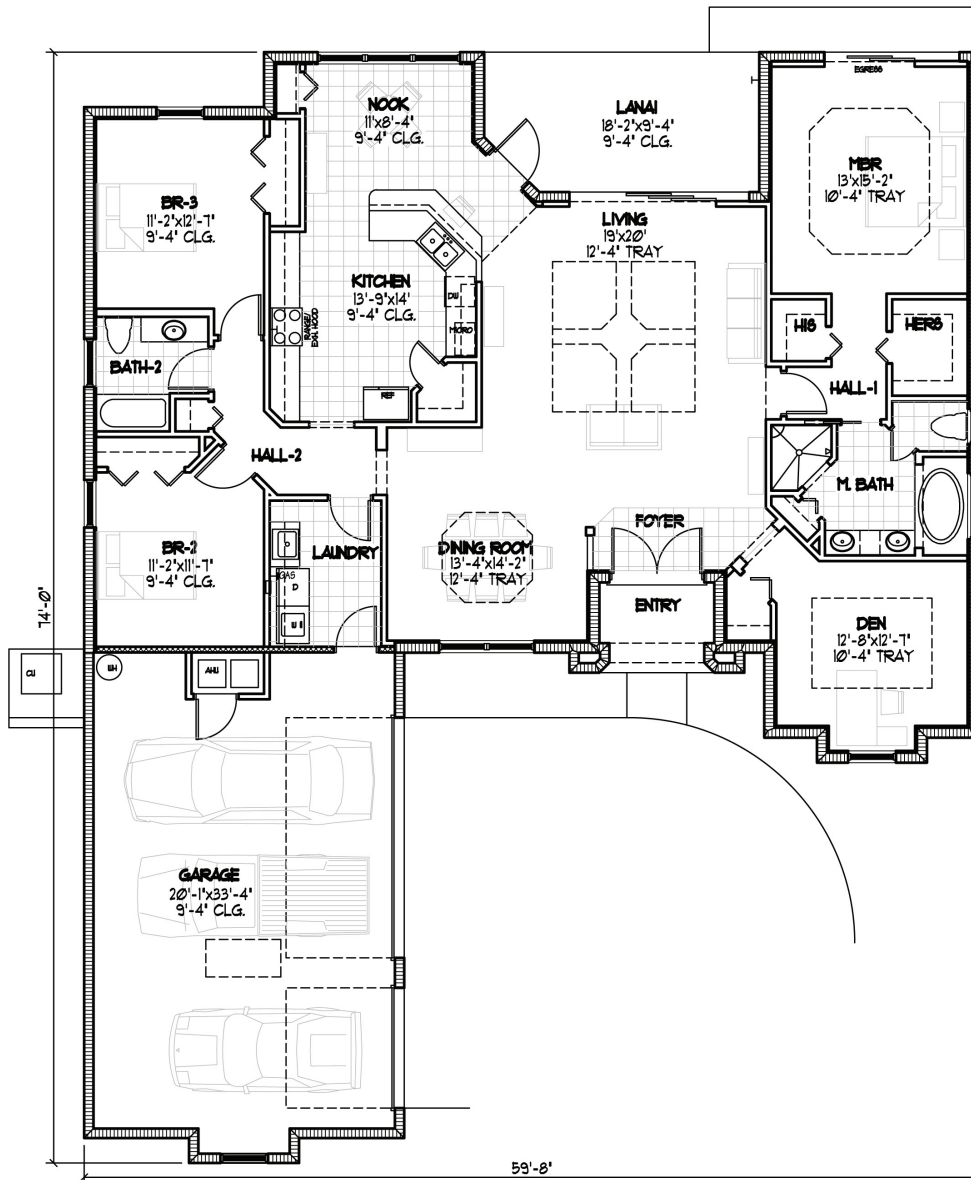 EGRESS
NOOK
11'x8'-4"
9'-4" CLG.
LANAI
18'-2"x9'-4"
9'-4" CLG.
MBR
13'x15'-2"
10'-4" TRAY
BR-3
11'-2"x12'-7"
9'-4" CLG.
LIVING
19'x20'
12'-4" TRAY
KITCHEN
13'-9"x14'
9'-4" CLG.
DW
MICRO
RANGE/
EXH. HOOD
REF
HIS
HERS
BATH-2
HALL-1
HALL-2
M. BATH
FOYER
BR-2
11'-2"x11'-7"
9'-4" CLG.
LAUNDRY
GAS
D
DINING ROOM
13'-4"x14'-2"
12'-4" TRAY
ENTRY
DEN
12'-8"x12'-7"
10'-4" TRAY
74'-0"
CU
WH
AHU
GARAGE
20'-1"x33'-4"
9'-4" CLG.
59'-8"